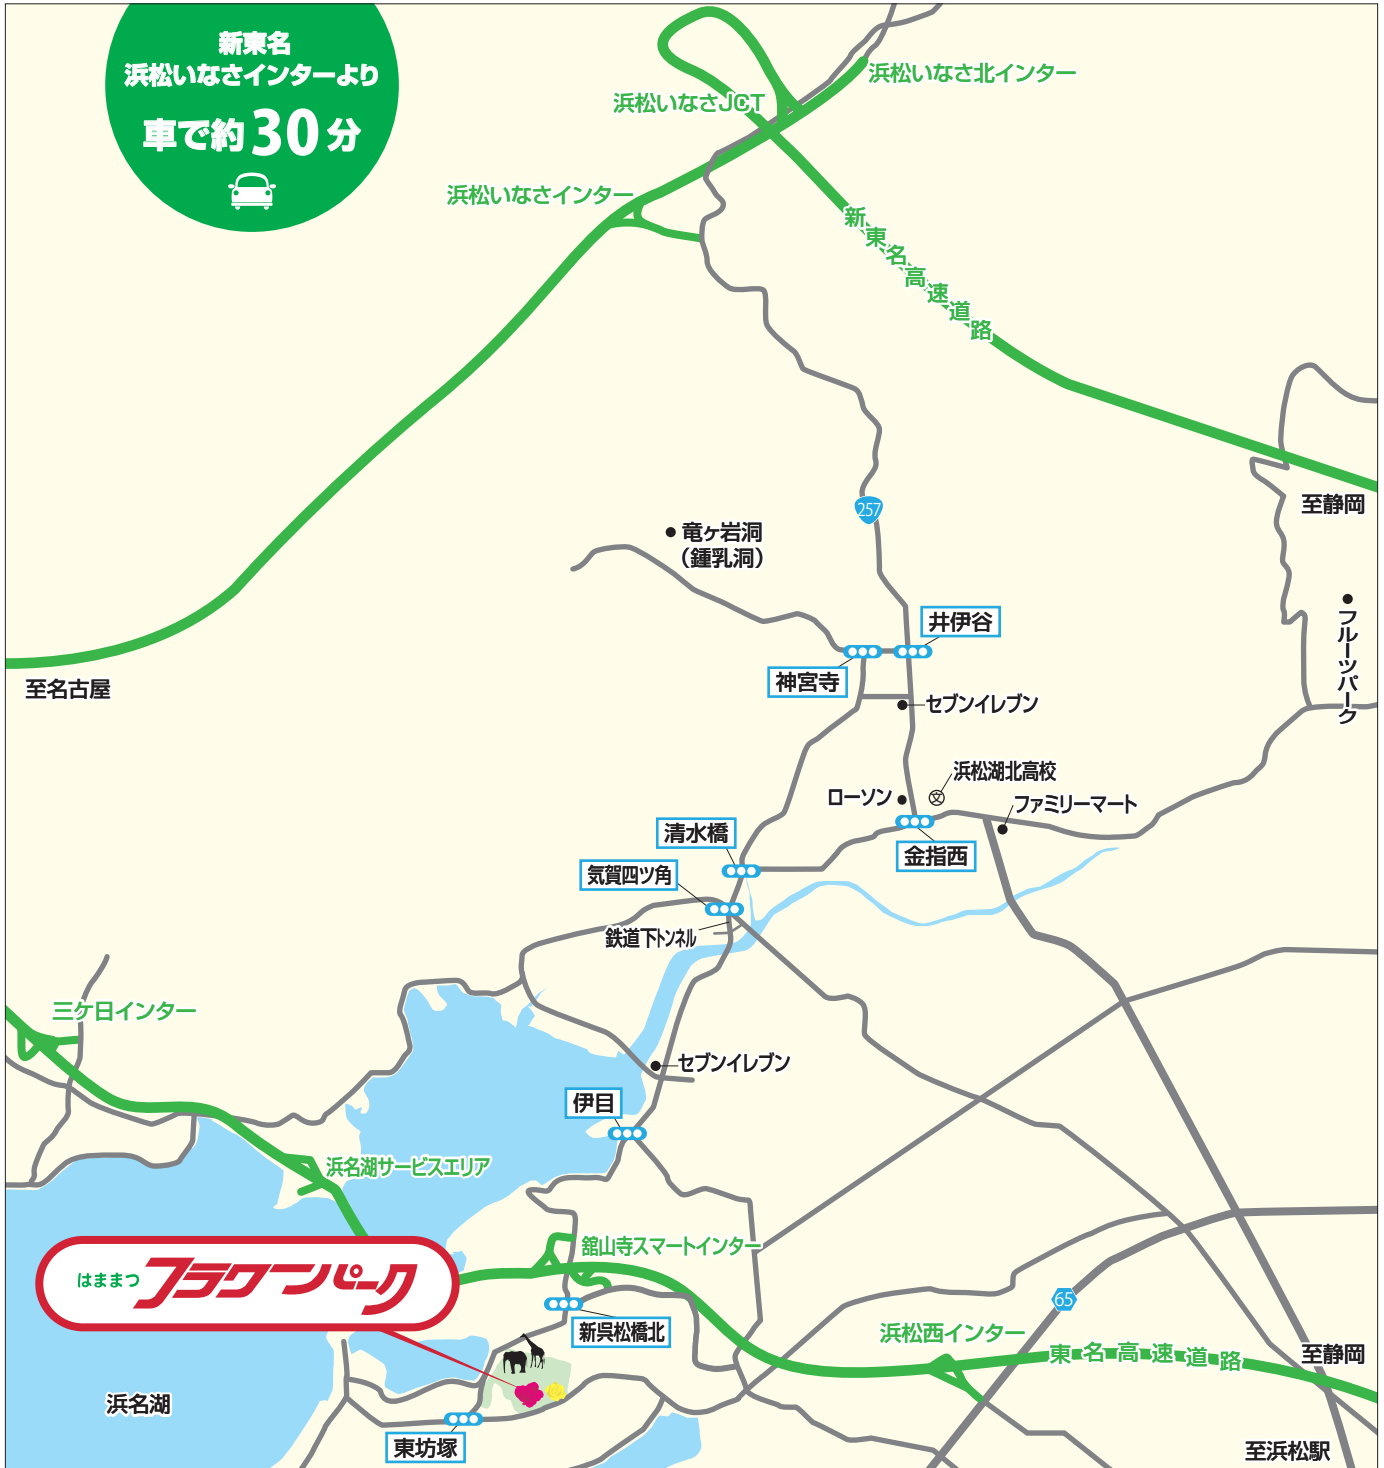 新東名
浜松いなさインターより
車で約30分
浜松いなさ北インター
浜松いなさJCT
浜松いなさインター
新東名高速道路
至静岡
257
竜ヶ岩洞
（鍾乳洞）
フルーツパーク
井伊谷
神宮寺
至名古屋
セブンイレブン
浜松湖北高校
ローソン
文
ファミリーマート
清水橋
金指西
気賀四ツ角
鉄道下トンネル
三ケ日インター
セブンイレブン
伊目
浜名湖サービスエリア
舘山寺スマートインター
はままつ
フラワーパーク
65
新呉松橋北
浜松西インター
東名高速道路
至静岡
浜名湖
東坊塚
至浜松駅